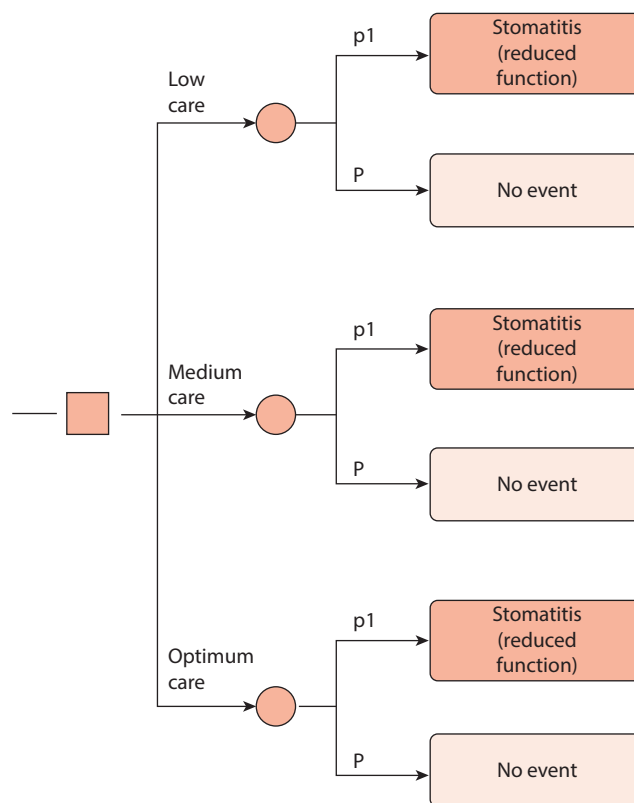 p1
Stomatitis
(reduced
function)
Low
care
P
No event
p1
Stomatitis
(reduced
function)
Medium
care
P
No event
p1
Stomatitis
(reduced
function)
Optimum
care
P
No event